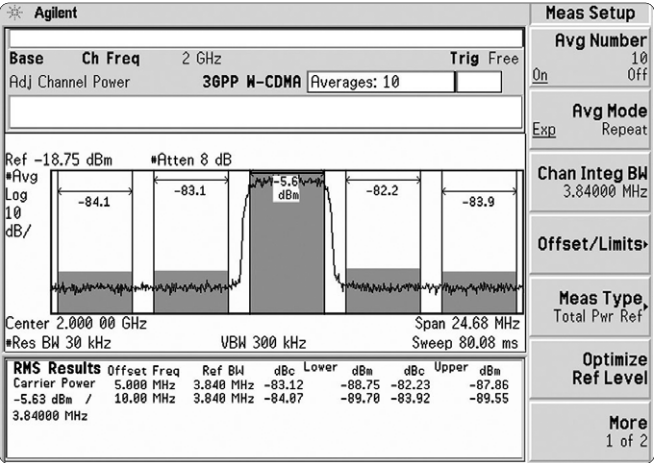 Agilent
Meas Setup
Base Ch Freq 2 GHz Trig Free
Adj Channel Power 3GPP W-CDMA Averages: 10
Ref -18.75 dBm #Atten 8 dB
#Avg
Log
10
dB/
-84.1
-83.1
-5.6
dBm
-82.2
-83.9
Center 2.000 00 GHz Span 24.68 MHz
#Res BW 30 kHz VBW 300 kHz Sweep 80.08 ms
RMS Results Offset Freq Ref BW dBc Lower dBm dBc Upper dBm
Carrier Power 5.000 MHz 3.840 MHz -83.12 -88.75 -82.23 -87.86
-5.63 dBm / 10.00 MHz 3.840 MHz -84.07 -89.70 -83.92 -89.55
3.84000 MHz
Avg Number
10
On Off
Avg Mode
Exp Repeat
Chan Integ BW
3.84000 MHz
Offset/Limits
Meas Type
Total Pwr Ref
Optimize
Ref Level
More
1 of 2